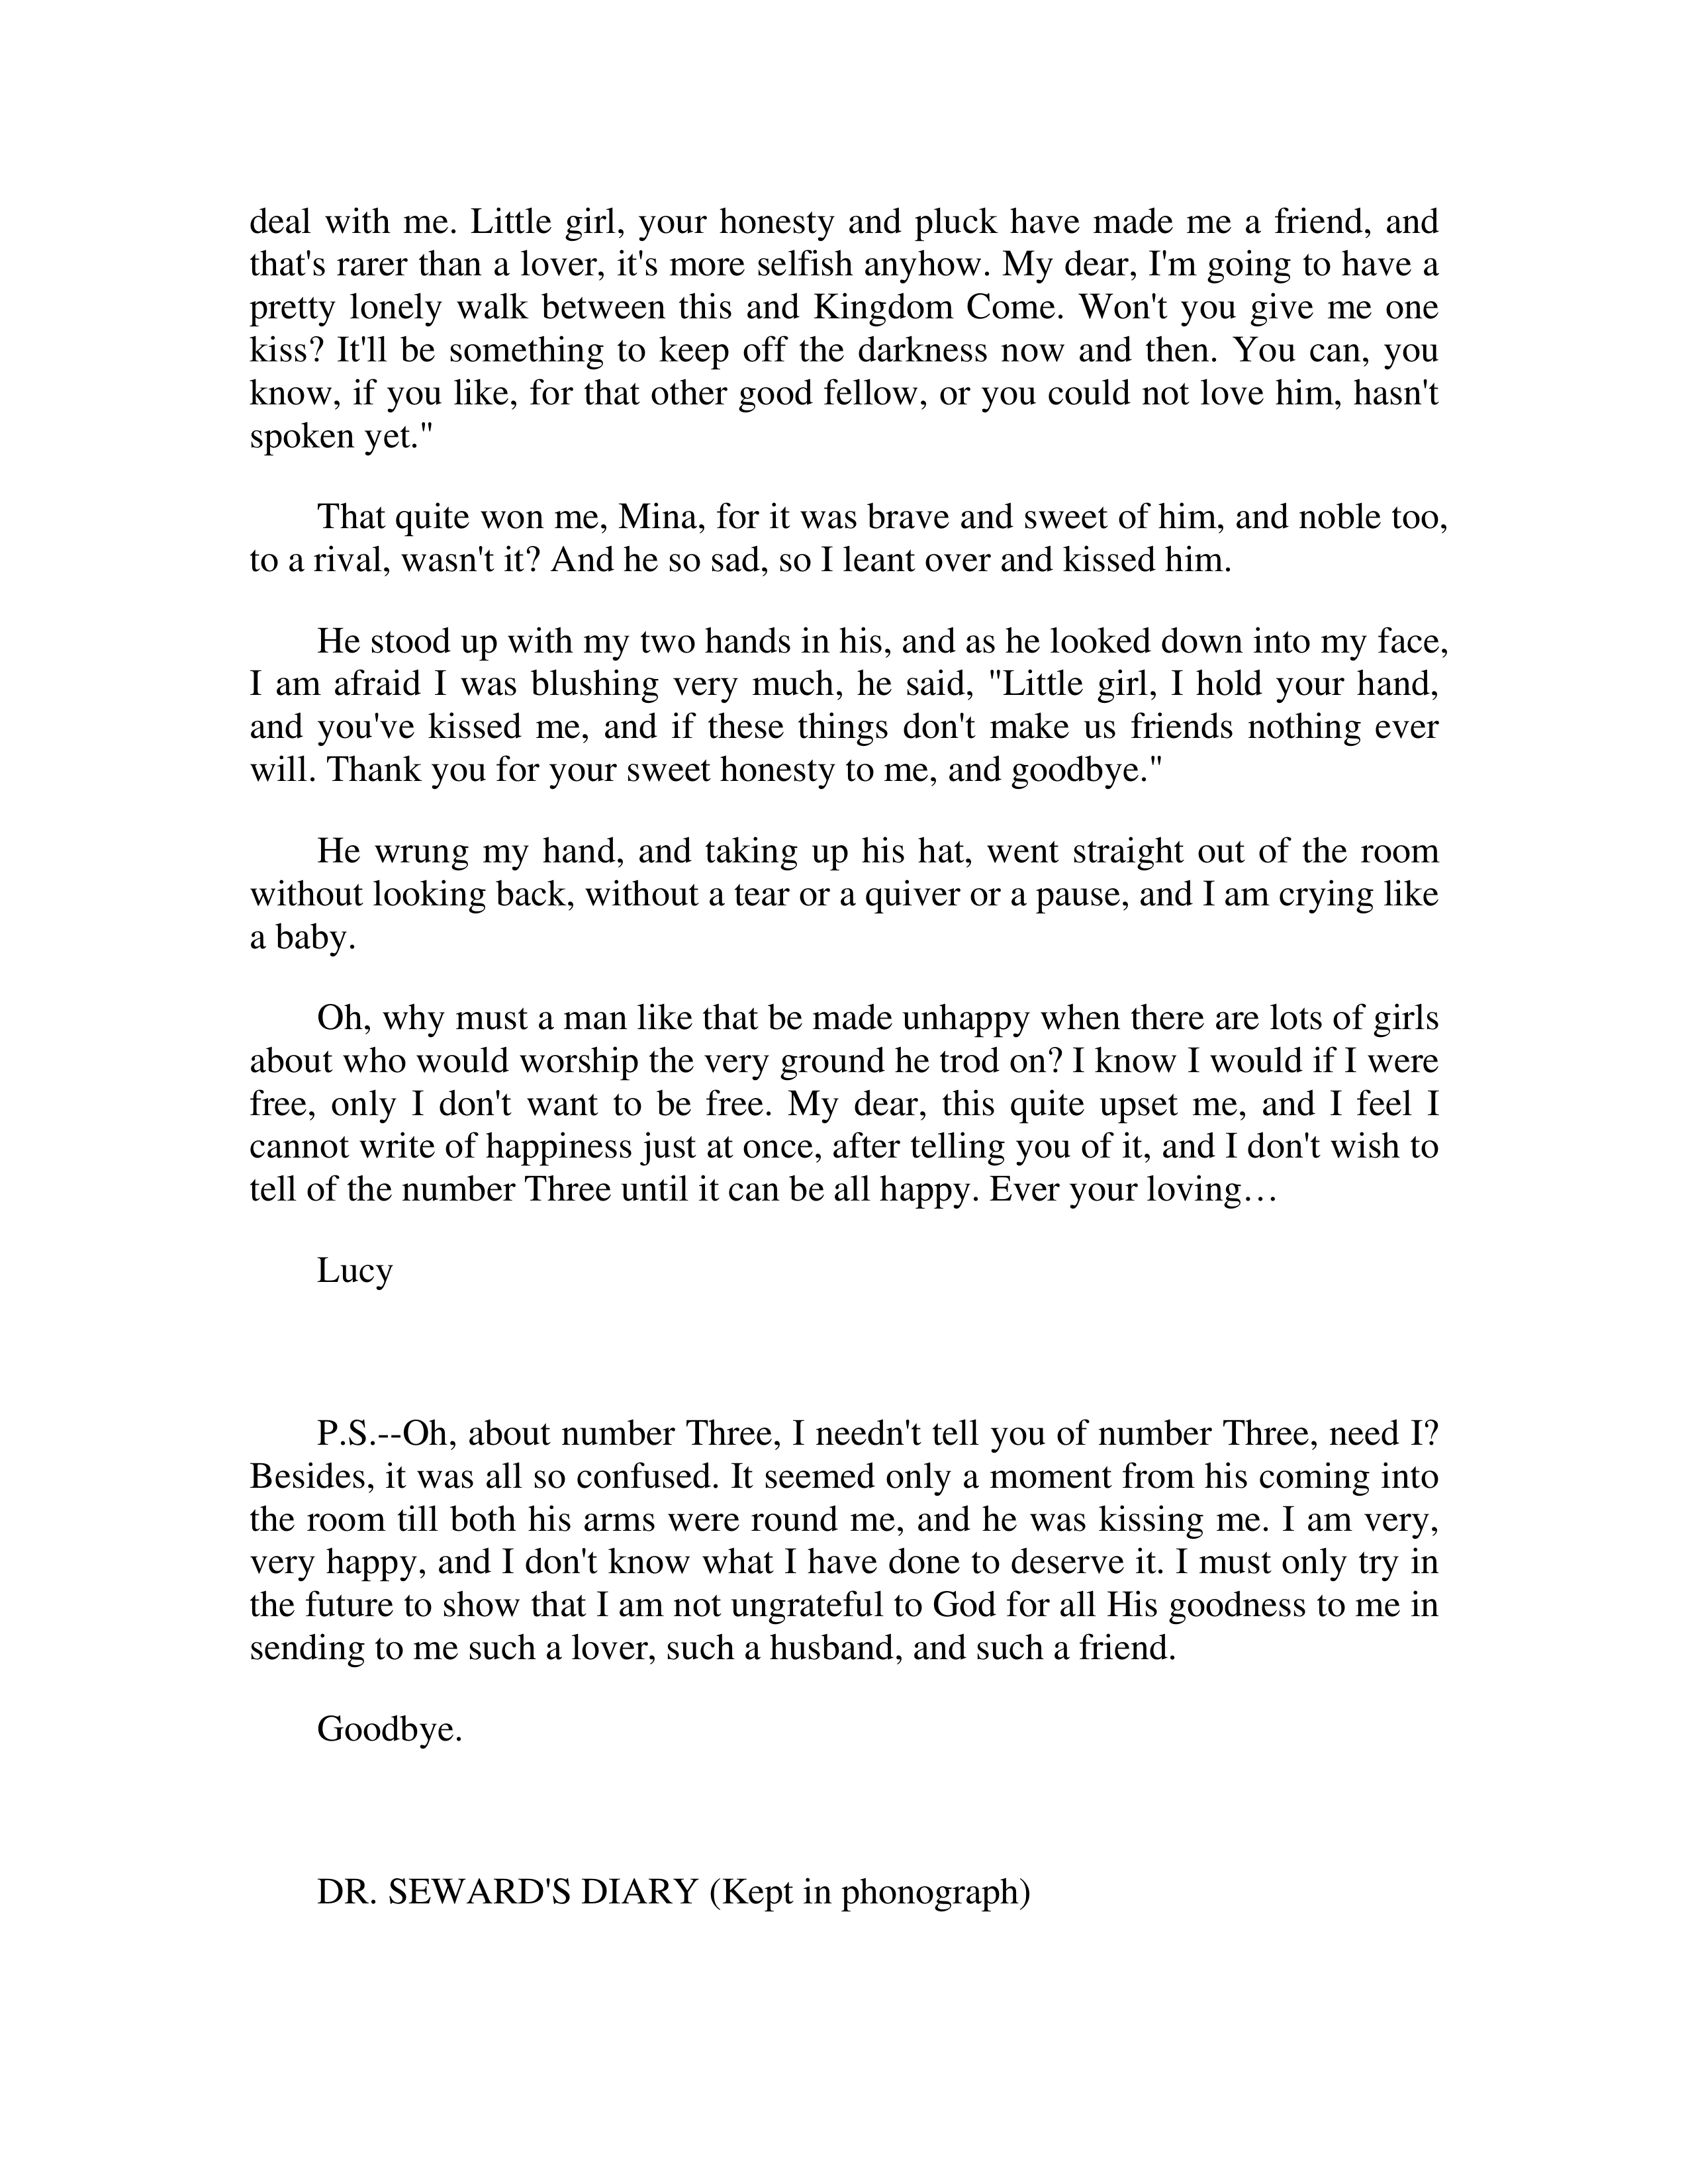 deal with me. Little girl, your honesty and pluck have made me a friend, and
that's rarer than a lover, it's more selfish anyhow. My dear, I'm going to have a
pretty lonely walk between this and Kingdom Come. Won't you give me one
kiss? It'll be something to keep off the darkness now and then. You can, you
know, if you like, for that other good fellow, or you could not love him, hasn't
spoken yet."
That quite won me, Mina, for it was brave and sweet of him, and noble too,
to a rival, wasn't it? And he so sad, so I leant over and kissed him.
He stood up with my two hands in his, and as he looked down into my face,
I am afraid I was blushing very much, he said, "Little girl, I hold your hand,
and you've kissed me, and if these things don't make us friends nothing ever
will. Thank you for your sweet honesty to me, and goodbye."
He wrung my hand, and taking up his hat, went straight out of the room
without looking back, without a tear or a quiver or a pause, and I am crying like
a baby.
Oh, why must a man like that be made unhappy when there are lots of girls
about who would worship the very ground he trod on? I know I would if I were
free, only I don't want to be free. My dear, this quite upset me, and I feel I
cannot write of happiness just at once, after telling you of it, and I don't wish to
tell of the number Three until it can be all happy. Ever your loving…
Lucy
P.S.--Oh, about number Three, I needn't tell you of number Three, need I?
Besides, it was all so confused. It seemed only a moment from his coming into
the room till both his arms were round me, and he was kissing me. I am very,
very happy, and I don't know what I have done to deserve it. I must only try in
the future to show that I am not ungrateful to God for all His goodness to me in
sending to me such a lover, such a husband, and such a friend.
Goodbye.
DR. SEWARD'S DIARY (Kept in phonograph)